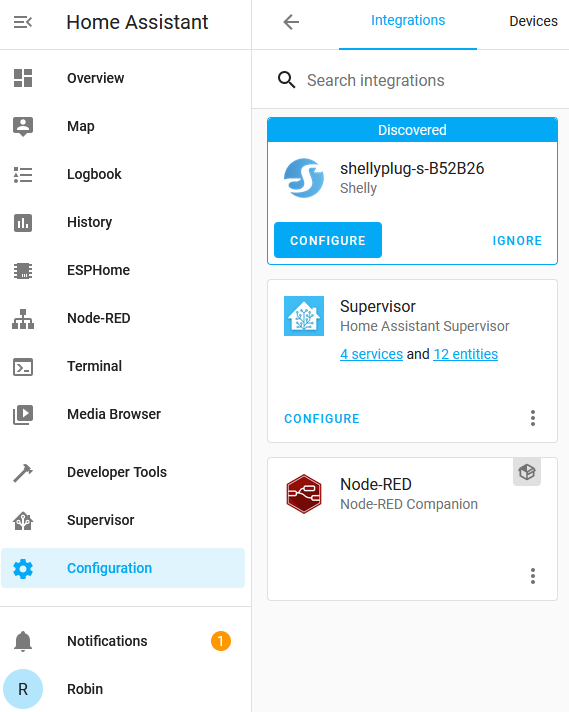 Home Assistant
Overview
Map
Logbook
History
ESPHome
Node-RED
Terminal
Media Browser
Developer Tools
Supervisor
Configuration
Notifications 1
R Robin
Integrations Devices
Search integrations
Discovered
shellyplug-s-B52B26
Shelly
CONFIGURE IGNORE
Supervisor
Home Assistant Supervisor
4 services and 12 entities
CONFIGURE
Node-RED
Node-RED Companion